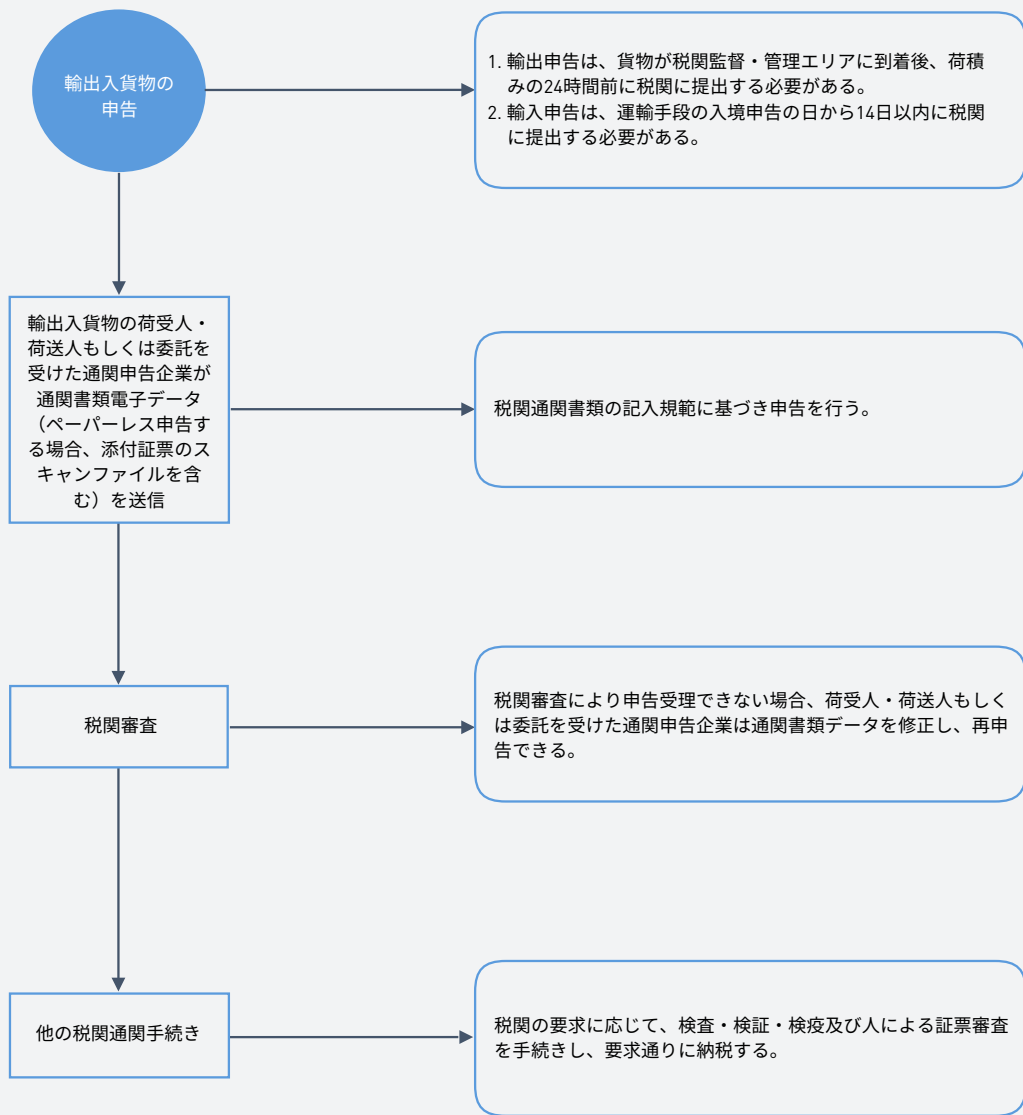 輸出入貨物の
申告
1. 輸出申告は、貨物が税関監督・管理エリアに到着後、荷積
みの24時間前に税関に提出する必要がある。
2. 輸入申告は、運輸手段の入境申告の日から14日以内に税関
に提出する必要がある。
輸出入貨物の荷受人・
荷送人もしくは委託を
受けた通関申告企業が
通関書類電子データ
（ペーパーレス申告す
る場合、添付証票のス
キャンファイルを含
む）を送信
税関通関書類の記入規範に基づき申告を行う。
税関審査
税関審査により申告受理できない場合、荷受人・荷送人もしく
は委託を受けた通関申告企業は通関書類データを修正し、再申
告できる。
他の税関通関手続き
税関の要求に応じて、検査・検証・検疫及び人による証票審査
を手続きし、要求通りに納税する。